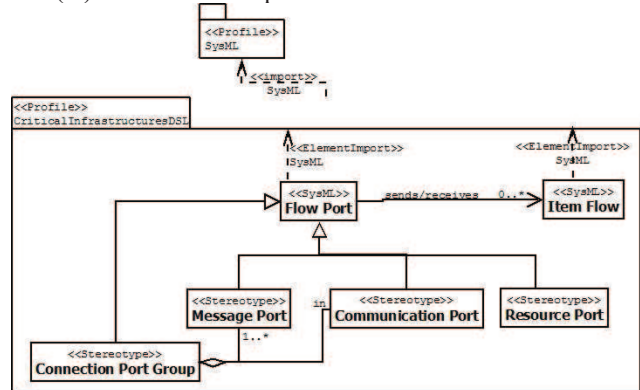 <<Profile>>
SysML
<<import>>
SysML
<<Profile>>
CriticalInfrastructuresDSL
<<ElementImport>>
SysML
<<ElementImport>>
SysML
<<SysML>>
Flow Port
sends/receives 0..*
<<SysML>>
Item Flow
<<Stereotype>>
Message Port
in
<<Stereotype>>
Communication Port
<<Stereotype>>
Resource Port
1..*
<<Stereotype>>
Connection Port Group